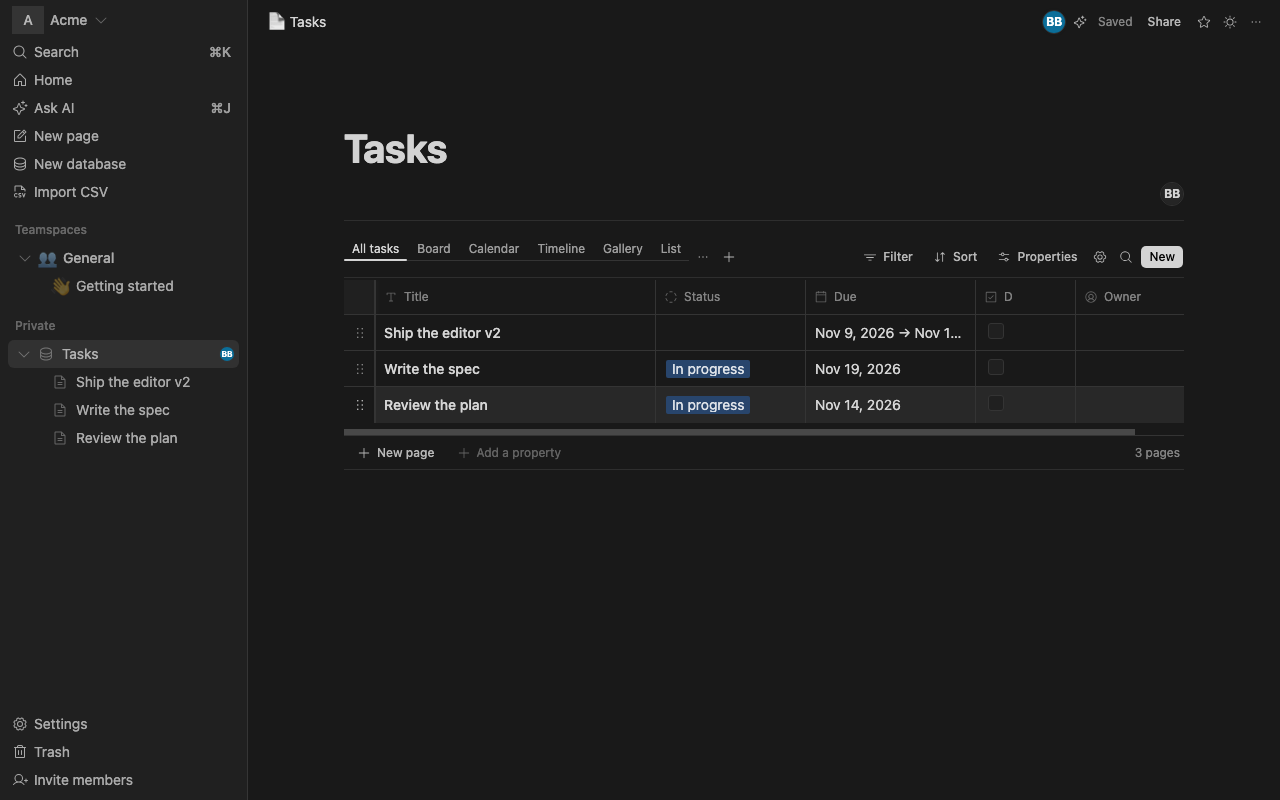 A Acme
Search ⌘K
Home
Ask AI ⌘J
New page
New database
Import CSV
Teamspaces
General
Getting started
Private
Tasks BB
Ship the editor v2
Write the spec
Review the plan
Settings
Trash
Invite members
Tasks
BB Saved Share
Tasks
BB
All tasks Board Calendar Timeline Gallery List
Filter Sort Properties New
Title Status Due D Owner
Ship the editor v2 Nov 9, 2026 → Nov 1...
Write the spec In progress Nov 19, 2026
Review the plan In progress Nov 14, 2026
New page Add a property 3 pages